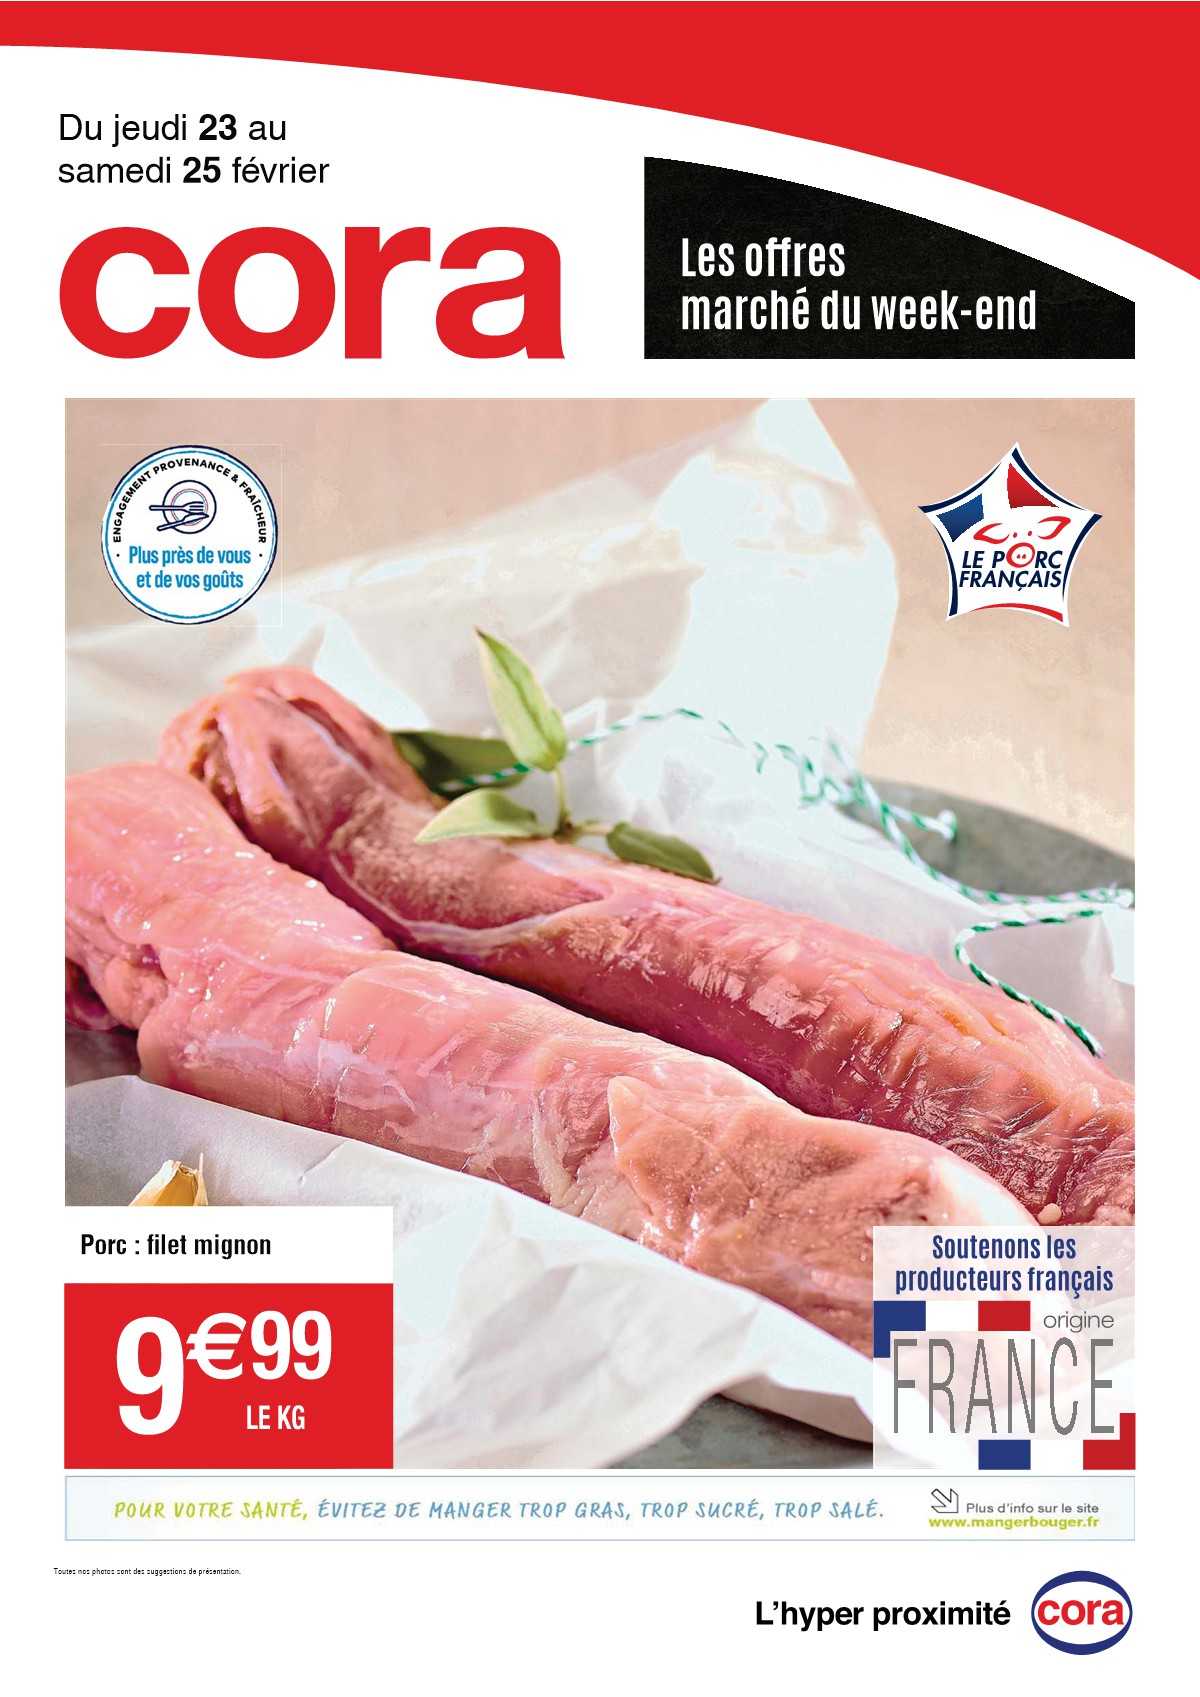 Du jeudi 23 au
samedi 25 février
cora
Les offres
marché du week-end
ENGAGEMENT PROVENANCE & FRAÎCHEUR
Plus près de vous
et de vos goûts
LE PORC
FRANÇAIS
Porc : filet mignon
9€99
LE KG
Soutenons les
producteurs français
origine
FRANCE
POUR VOTRE SANTÉ, ÉVITEZ DE MANGER TROP GRAS, TROP SUCRÉ, TROP SALÉ.
Plus d'info sur le site
www.mangerbouger.fr
Toutes nos photos sont des suggestions de présentation.
L'hyper proximité
cora